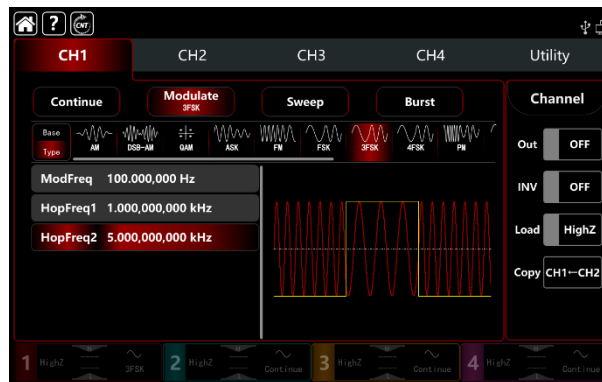 ? CNT
CH1 CH2 CH3 CH4 Utility
Continue Modulate Sweep Burst Channel
3FSK
Base
Type AM DSB-AM QAM ASK FM FSK 3FSK 4FSK PM
Out OFF
ModFreq 100.000,000 Hz
INV OFF
HopFreq1 1.000,000,000 kHz
Load HighZ
HopFreq2 5.000,000,000 kHz
Copy CH1←CH2
1 HighZ 3FSK 2 HighZ Continue 3 HighZ Continue 4 HighZ Continue